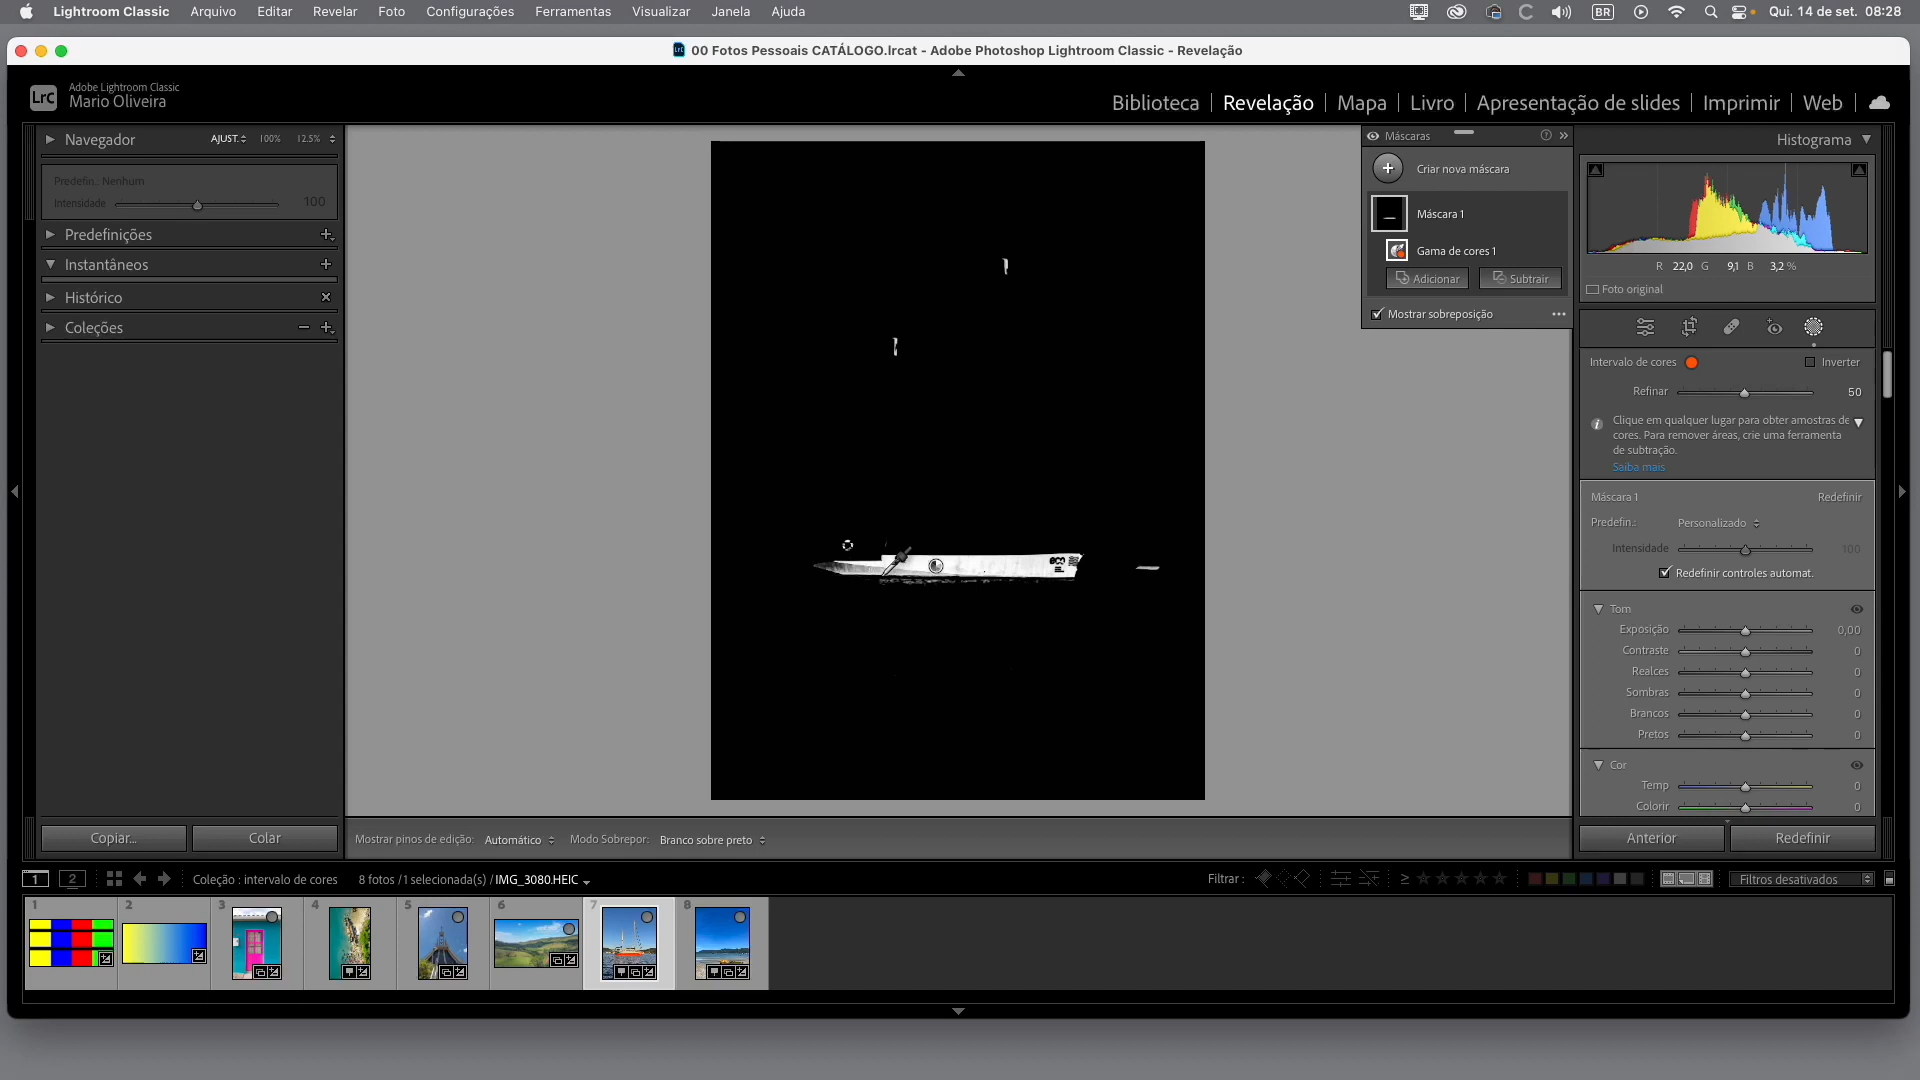 Lightroom Classic Arquivo Editar Revelar Foto Configurações Ferramentas Visualizar Janela Ajuda BR Qui. 14 de set. 08:28
00 Fotos Pessoais CATÁLOGO.lrcat - Adobe Photoshop Lightroom Classic - Revelação
LrC Adobe Lightroom Classic
Mario Oliveira
Biblioteca Revelação Mapa Livro Apresentação de slides Imprimir Web
Navegador AJUST. 100% 12.5%
Predefin.: Nenhum
Intensidade 100
Predefinições
Instantâneos
Histórico
Coleções
Copiar... Colar
eco
Máscaras
Criar nova máscara
Máscara 1
Gama de cores 1
Adicionar Subtrair
Mostrar sobreposição
Histograma
R 22,0 G 9,1 B 3,2 %
Foto original
Intervalo de cores Inverter
Refinar 50
Clique em qualquer lugar para obter amostras de
cores. Para remover áreas, crie uma ferramenta
de subtração.
Saiba mais
Máscara 1 Redefinir
Predefin.: Personalizado
Intensidade 100
Redefinir controles automat.
Tom
Exposição 0,00
Contraste 0
Realces 0
Sombras 0
Brancos 0
Pretos 0
Cor
Temp 0
Colorir 0
Anterior Redefinir
Mostrar pinos de edição: Automático Modo Sobrepor: Branco sobre preto
1 2 Coleção : intervalo de cores 8 fotos /1 selecionada(s) /IMG_3080.HEIC Filtrar : ≥ Filtros desativados
1 2 3 4 5 6 7 8